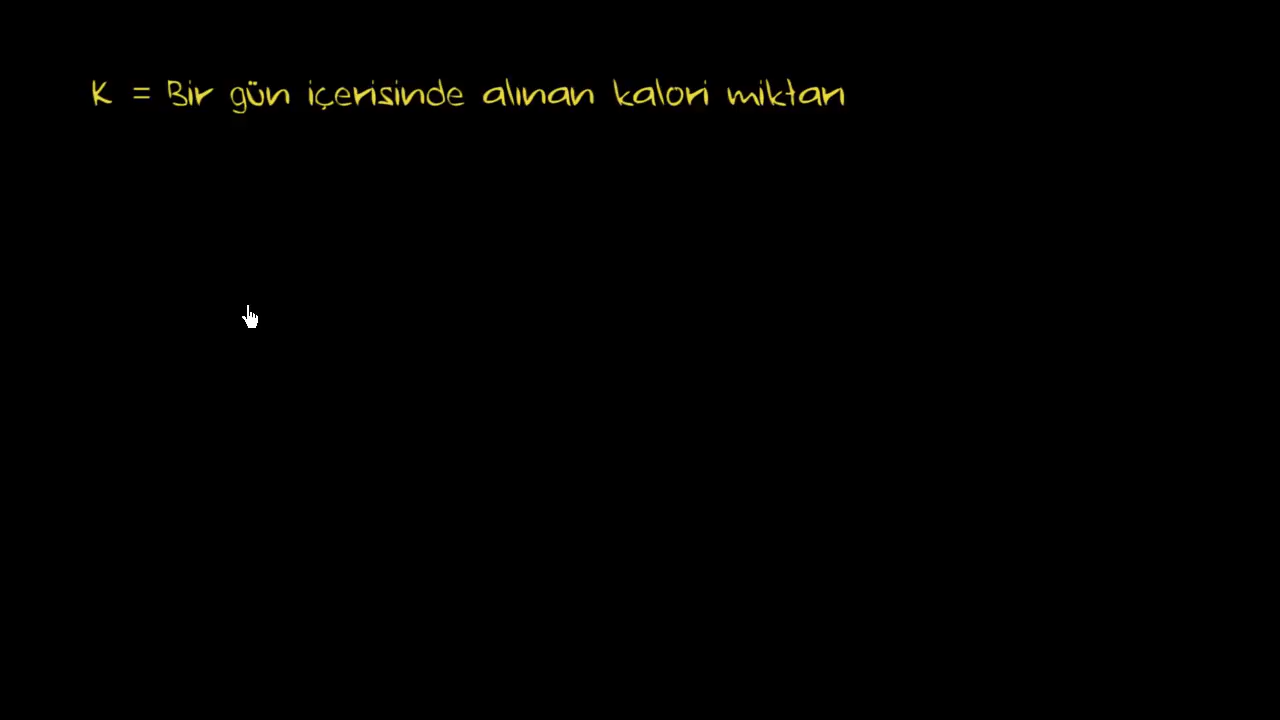 K = Bir gün içerisinde alınan kalori miktarı